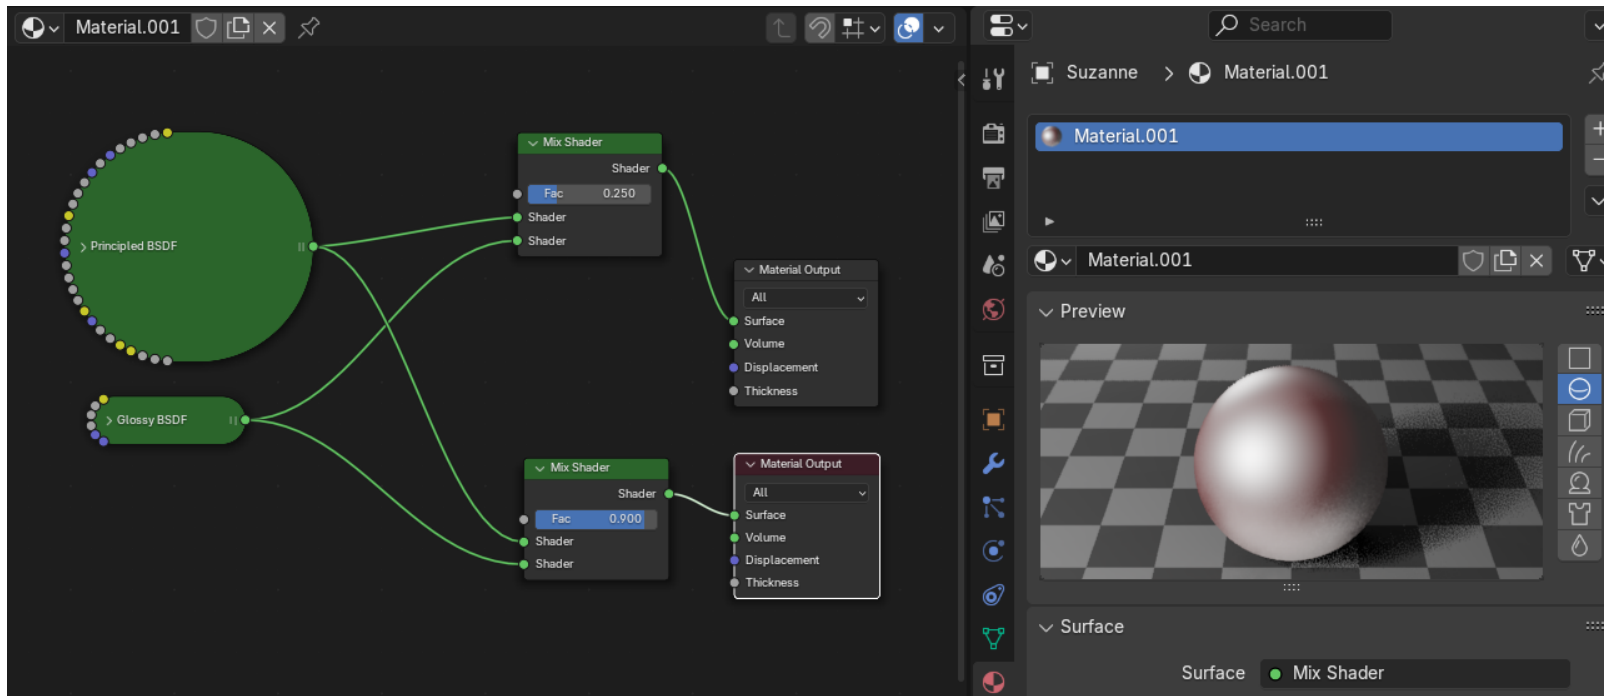 Material.001
Search
Suzanne
Material.001
Material.001
Material.001
Preview
Surface
Surface
Mix Shader
Principled BSDF
Glossy BSDF
Mix Shader
Shader
Fac 0.250
Shader
Shader
Material Output
All
Surface
Volume
Displacement
Thickness
Mix Shader
Shader
Fac 0.900
Shader
Shader
Material Output
All
Surface
Volume
Displacement
Thickness